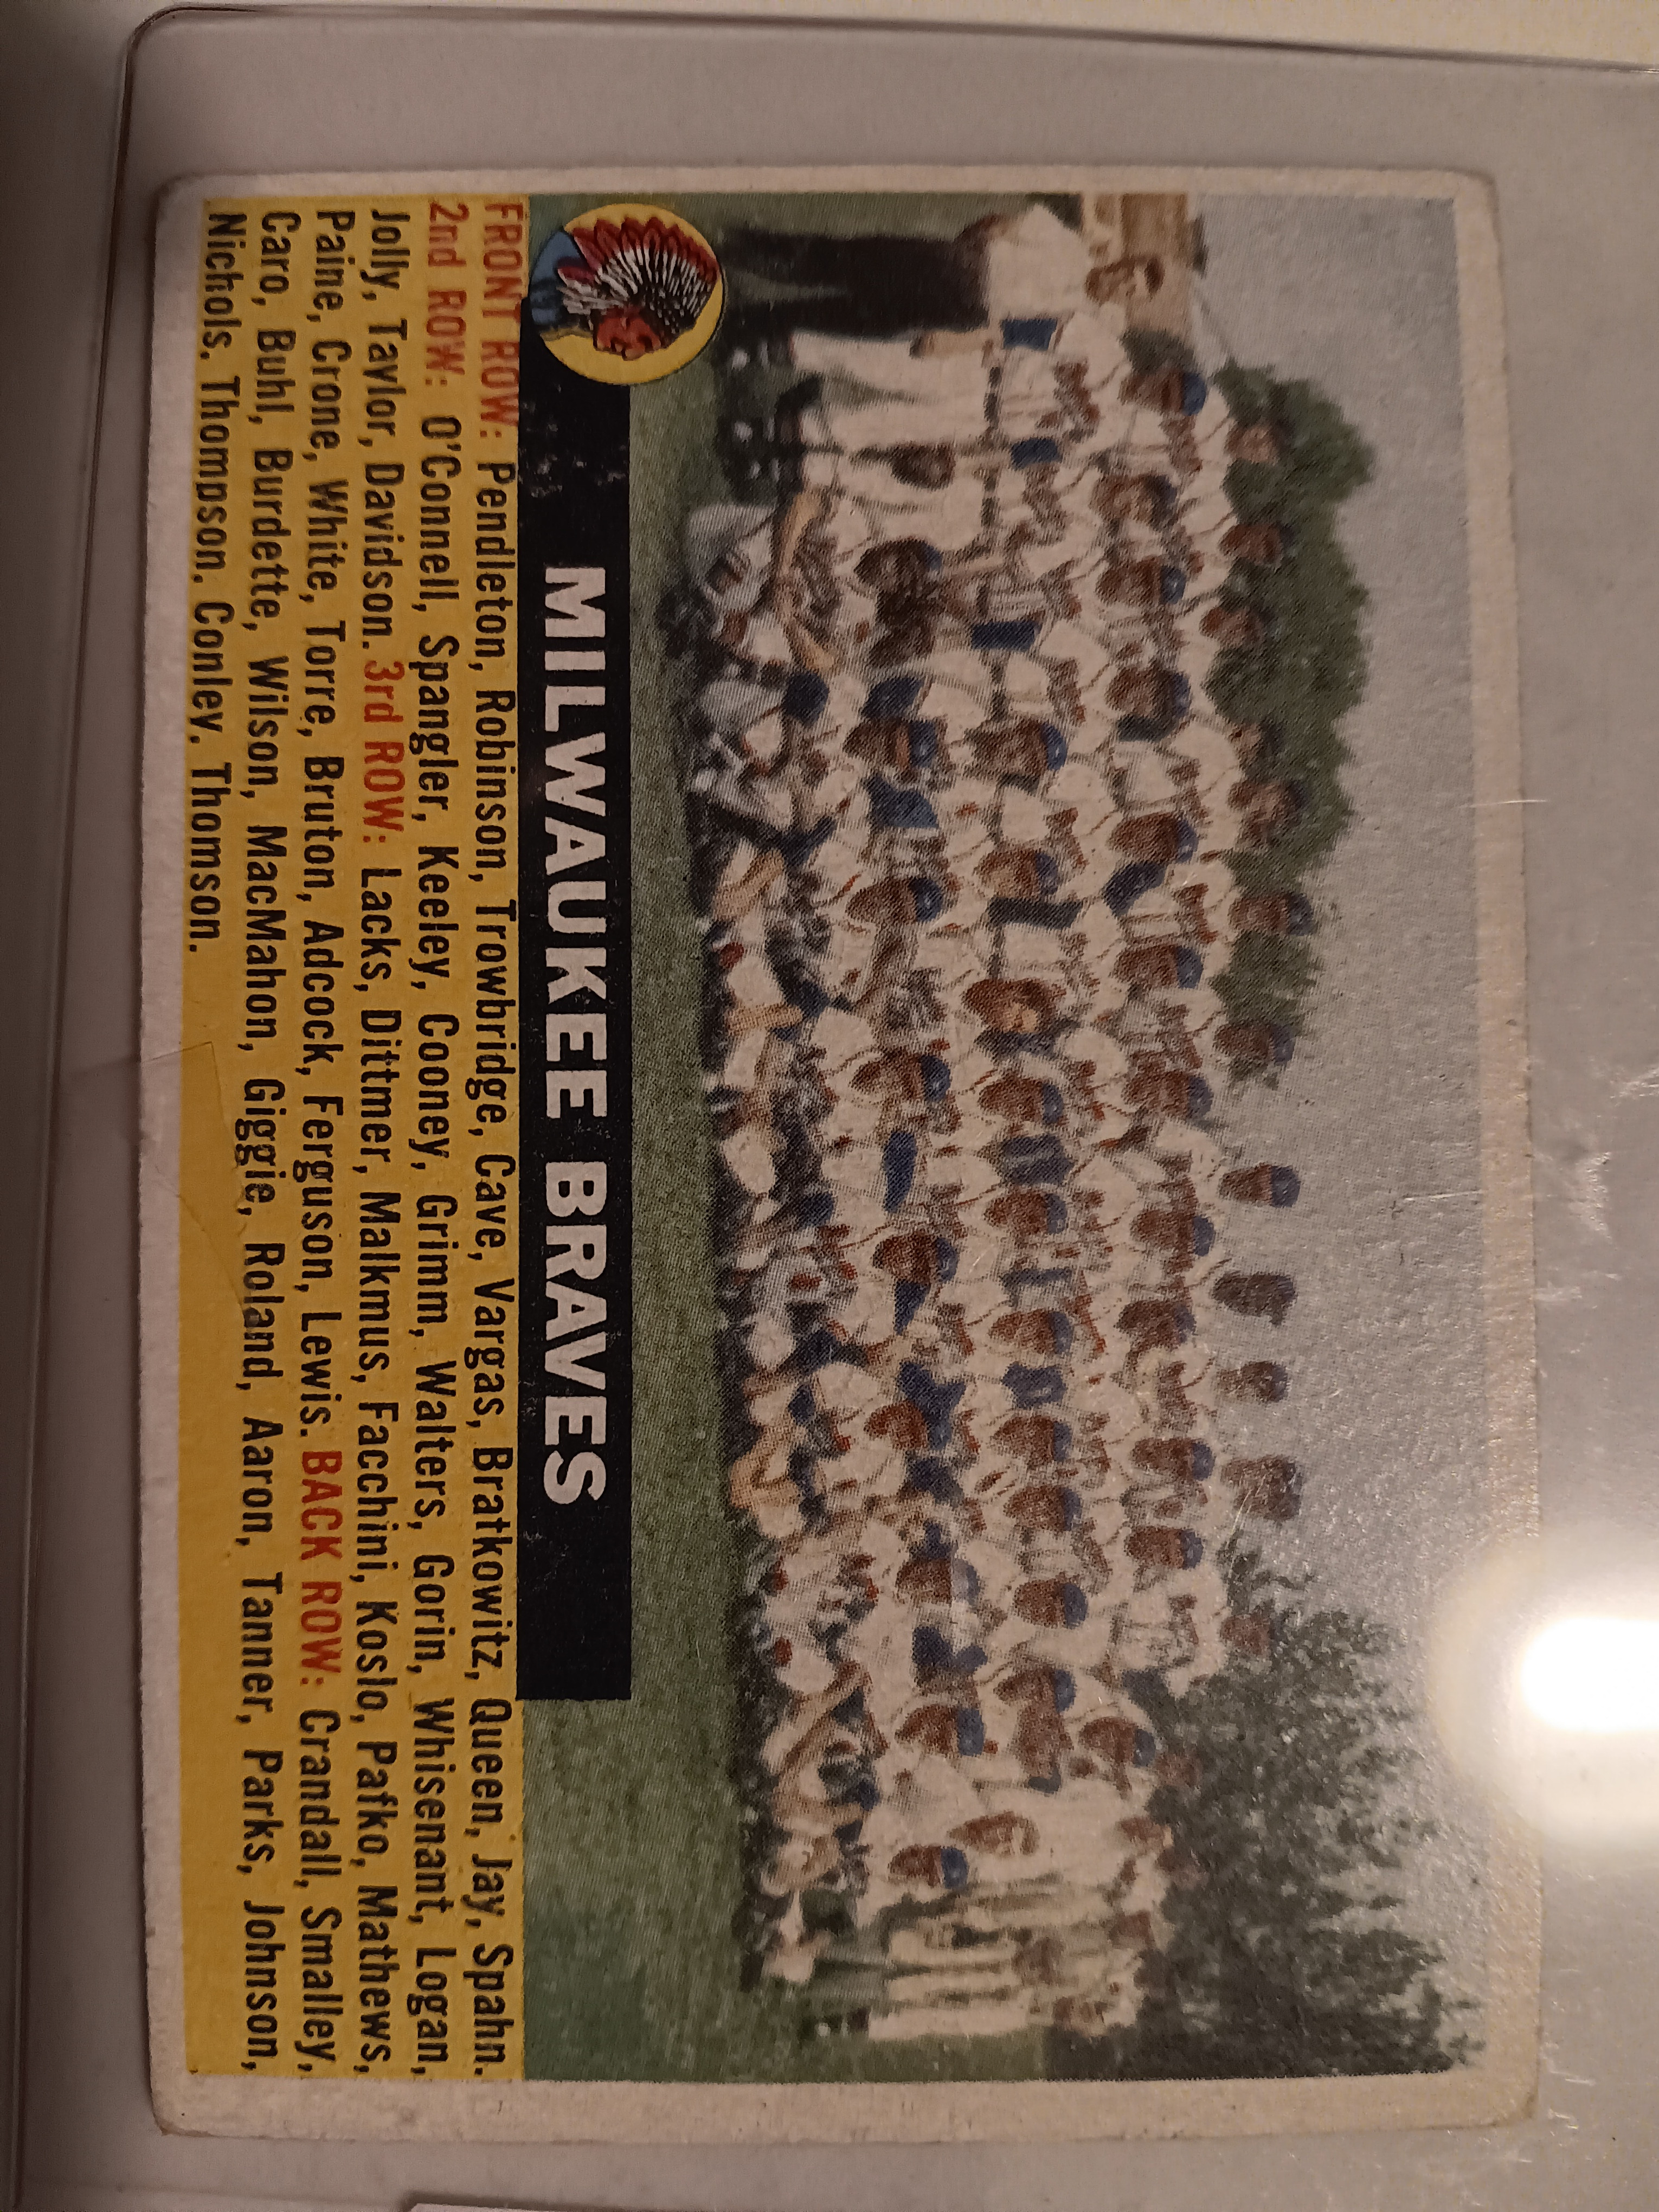 MILWAUKEE BRAVES
FRONT ROW: Pendleton, Robinson, Trowbridge, Cave, Vargas, Bratkowitz, Queen, Jay, Spahn.
2nd ROW: O'Connell, Spangler, Keeley, Cooney, Grimm, Walters, Gorin, Whisenant, Logan,
Jolly, Taylor, Davidson. 3rd ROW: Lacks, Dittmer, Malkmus, Facchini, Koslo, Pafko, Mathews,
Paine, Crone, White, Torre, Bruton, Adcock, Ferguson, Lewis. BACK ROW: Crandall, Smalley,
Caro, Buhl, Burdette, Wilson, MacMahon, Giggie, Roland, Aaron, Tanner, Parks, Johnson,
Nichols, Thompson, Conley, Thomson.